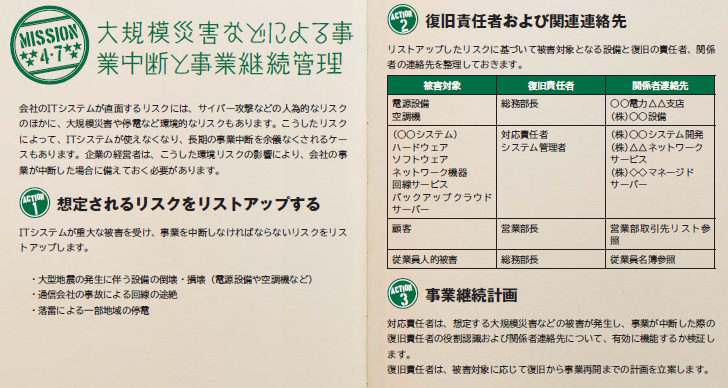 MISSION
4-7
大規模災害などによる事
業中断と事業継続管理
会社のITシステムが直面するリスクには、サイバー攻撃などの人為的なリスク
のほかに、大規模災害や停電など環境的なリスクもあります。こうしたリスク
によって、ITシステムが使えなくなり、長期の事業中断を余儀なくされるケー
スもあります。企業の経営者は、こうした環境リスクの影響により、会社の事
業が中断した場合に備えておく必要があります。
ACTION
1
想定されるリスクをリストアップする
ITシステムが重大な被害を受け、事業を中断しなければならないリスクをリス
トアップします。
・大型地震の発生に伴う設備の倒壊・損壊（電源設備や空調機など）
・通信会社の事故による回線の途絶
・落雷による一部地域の停電
ACTION
2
復旧責任者および関連連絡先
リストアップしたリスクに基づいて被害対象となる設備と復旧の責任者、関係
者の連絡先を整理しておきます。
被害対象 復旧責任者 関係者連絡先
電源設備 総務部長 〇〇電力△△支店
空調機 (株)〇〇設備
(〇〇システム) 対応責任者 (株)〇〇システム開発
ハードウェア システム管理者 (株)△△ネットワーク
ソフトウェア サービス
ネットワーク機器 (株)◇◇マネージド
回線サービス サーバー
バックアップクラウド
サーバー
顧客 営業部長 営業部取引先リスト参
照
従業員人的被害 総務部長 従業員名簿参照
ACTION
3
事業継続計画
対応責任者は、想定する大規模災害などの被害が発生し、事業が中断した際の
復旧責任者の役割認識および関係者連絡先について、有効に機能するか検証し
ます。
復旧責任者は、被害対象に応じて復旧から事業再開までの計画を立案します。